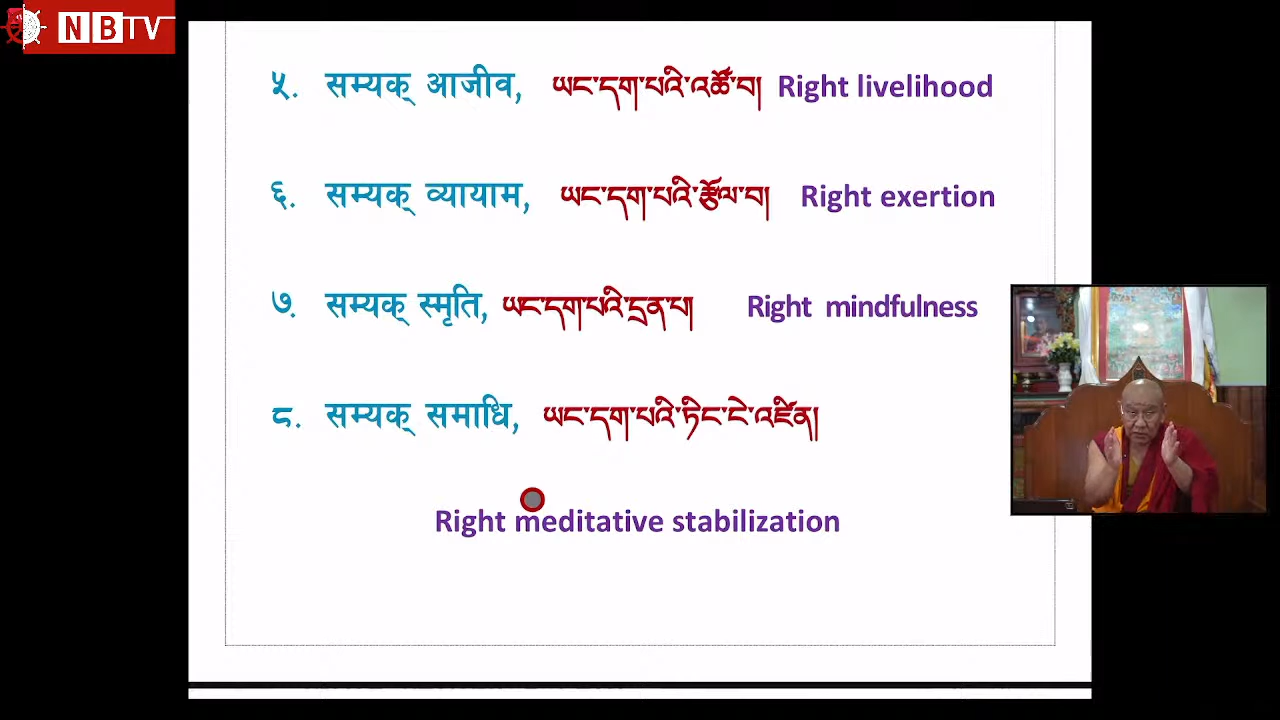 NBTV
५. सम्यक् आजीव, ཡང་དག་པའི་འཚོ་བ། Right livelihood
६. सम्यक् व्यायाम, ཡང་དག་པའི་རྩོལ་བ། Right exertion
७. सम्यक् स्मृति, ཡང་དག་པའི་དྲན་པ། Right mindfulness
८. सम्यक् समाधि, ཡང་དག་པའི་ཏིང་ངེ་འཛིན།
Right meditative stabilization